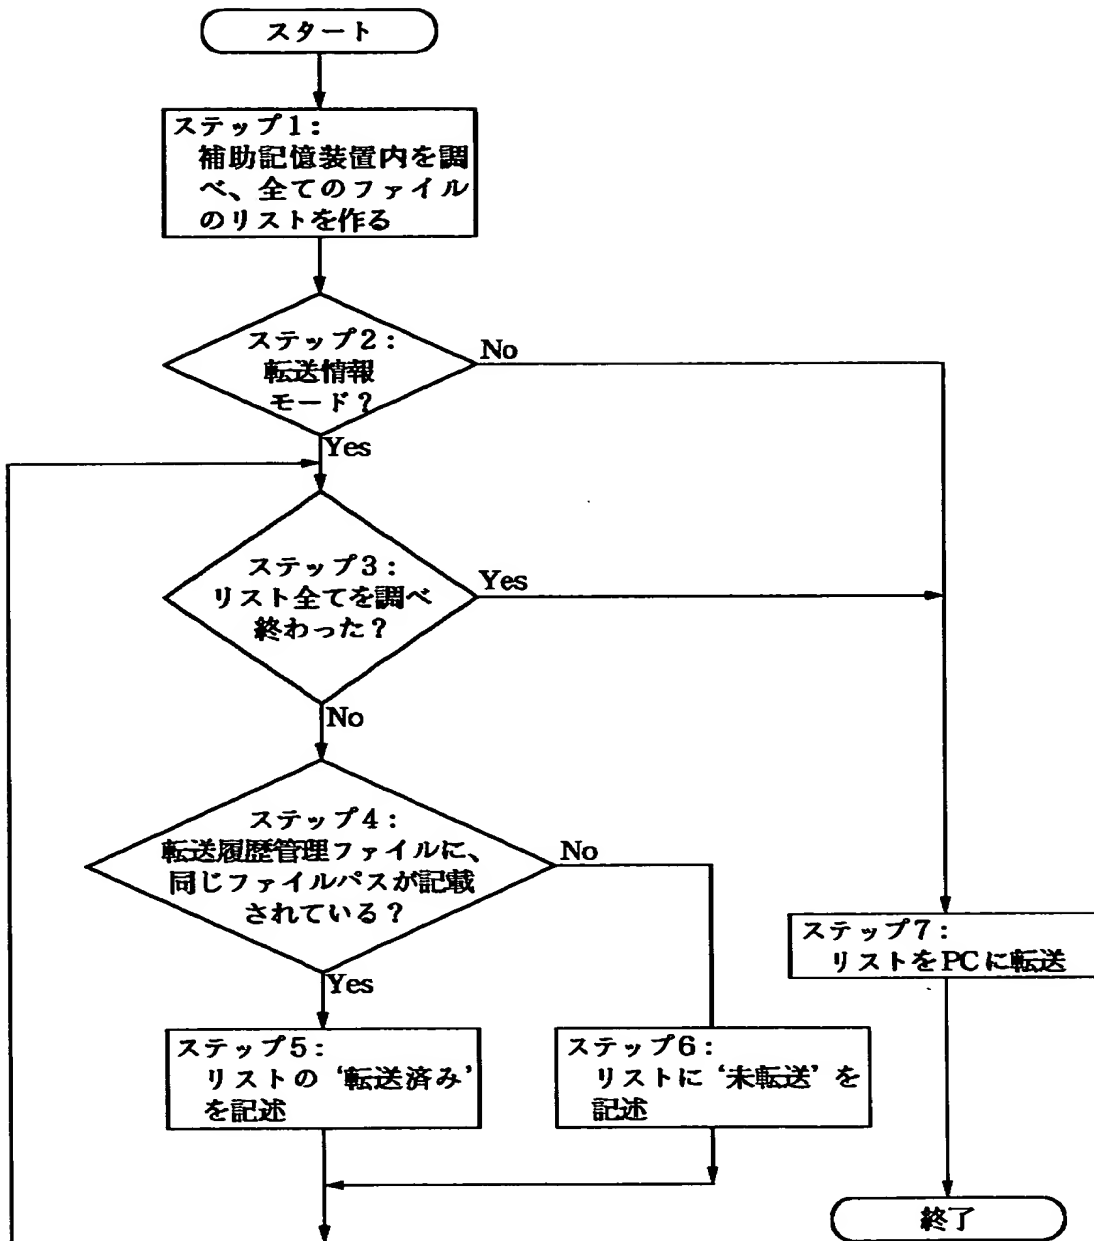 スタート
ステップ1:
補助記憶装置内を調
べ、全てのファイル
のリストを作る
ステップ2:
転送情報
モード?
No
Yes
ステップ3:
リスト全てを調べ
終わった?
Yes
No
ステップ4:
転送履歴管理ファイルに、
同じファイルパスが記載
されている?
No
Yes
ステップ5:
リストの‘転送済み’
を記述
ステップ6:
リストに‘未転送’を
記述
ステップ7:
リストをPCに転送
終了